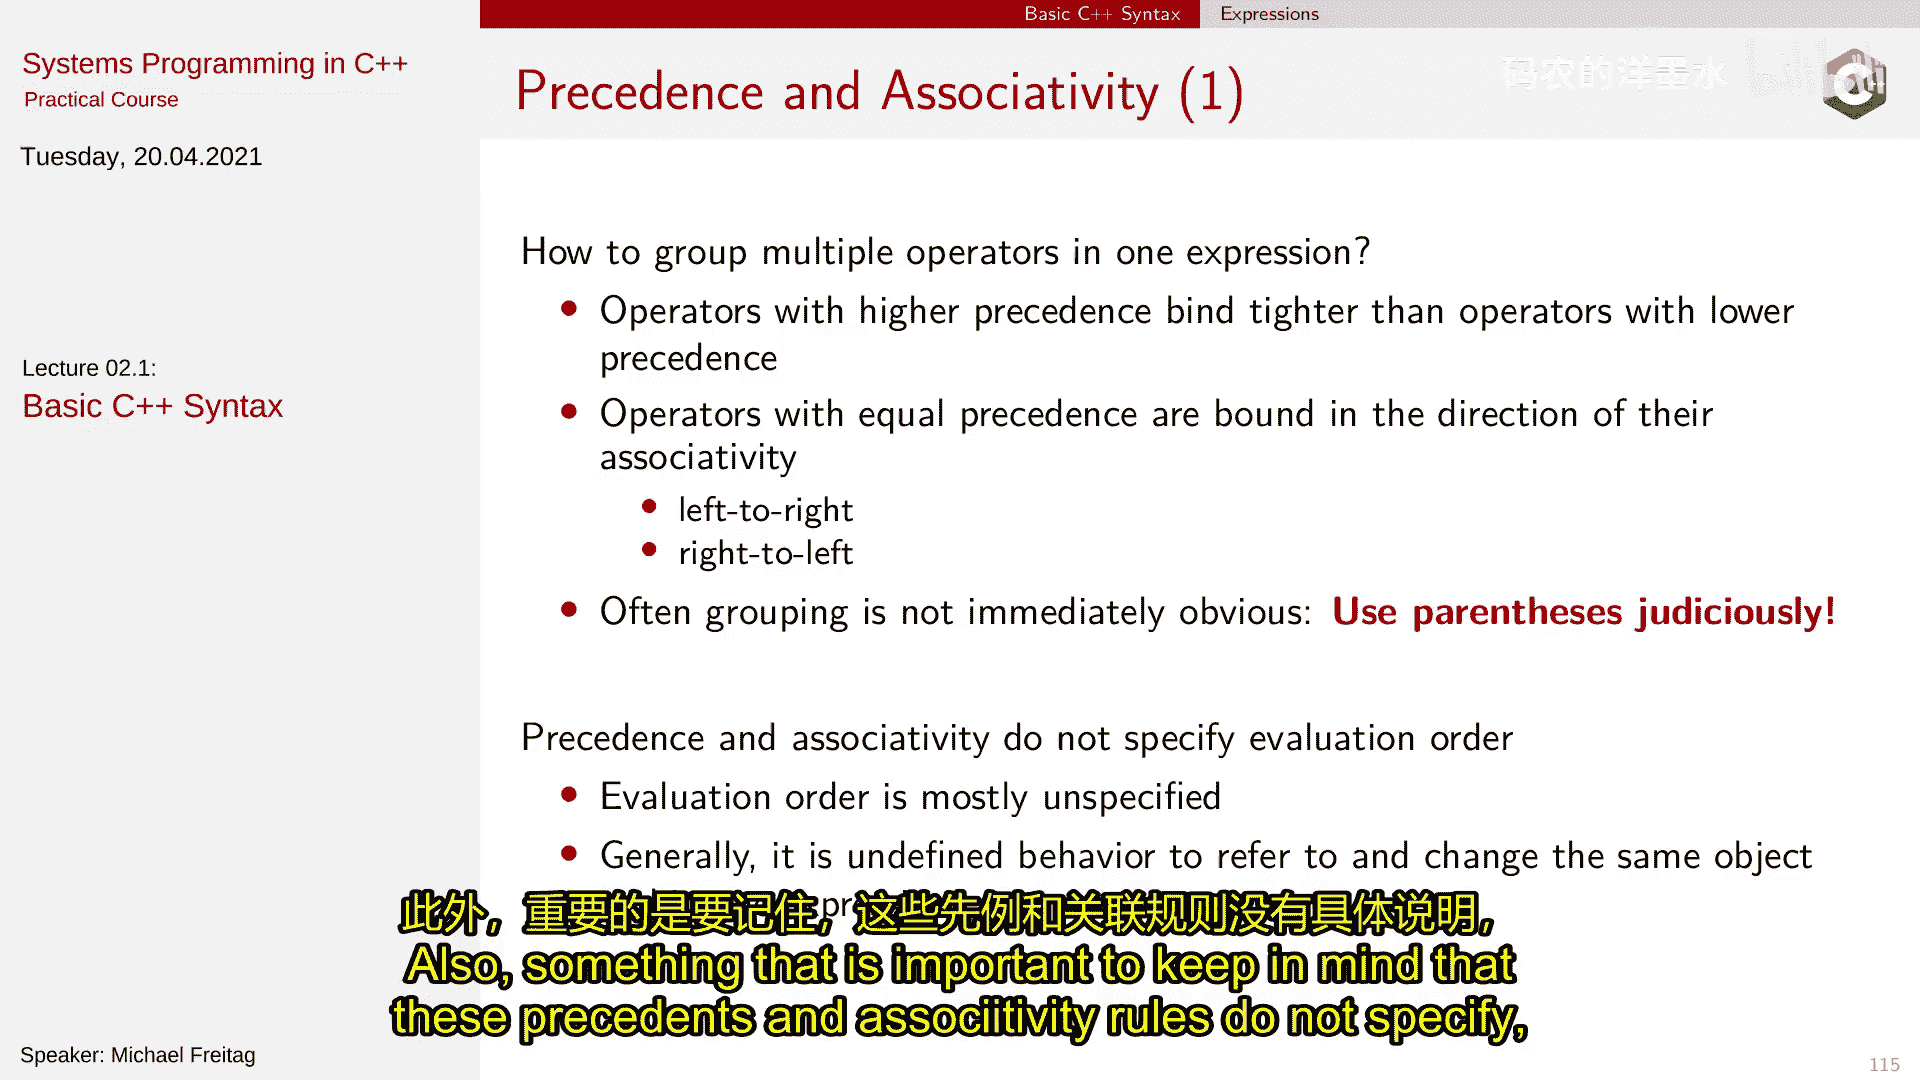 Basic C++ Syntax
Expressions
Systems Programming in C++
Practical Course
Tuesday, 20.04.2021
Lecture 02.1:
Basic C++ Syntax
Speaker: Michael Freitag
Precedence and Associativity (1)
码农的洋墨水
How to group multiple operators in one expression?
• Operators with higher precedence bind tighter than operators with lower
precedence
• Operators with equal precedence are bound in the direction of their
associativity
• left-to-right
• right-to-left
• Often grouping is not immediately obvious: Use parentheses judiciously!
Precedence and associativity do not specify evaluation order
• Evaluation order is mostly unspecified
• Generally, it is undefined behavior to refer to and change the same object
此外，重要的是要记住，这些先例和关联规则没有具体说明，
Also, something that is important to keep in mind that
these precedents and associitivity rules do not specify,
115